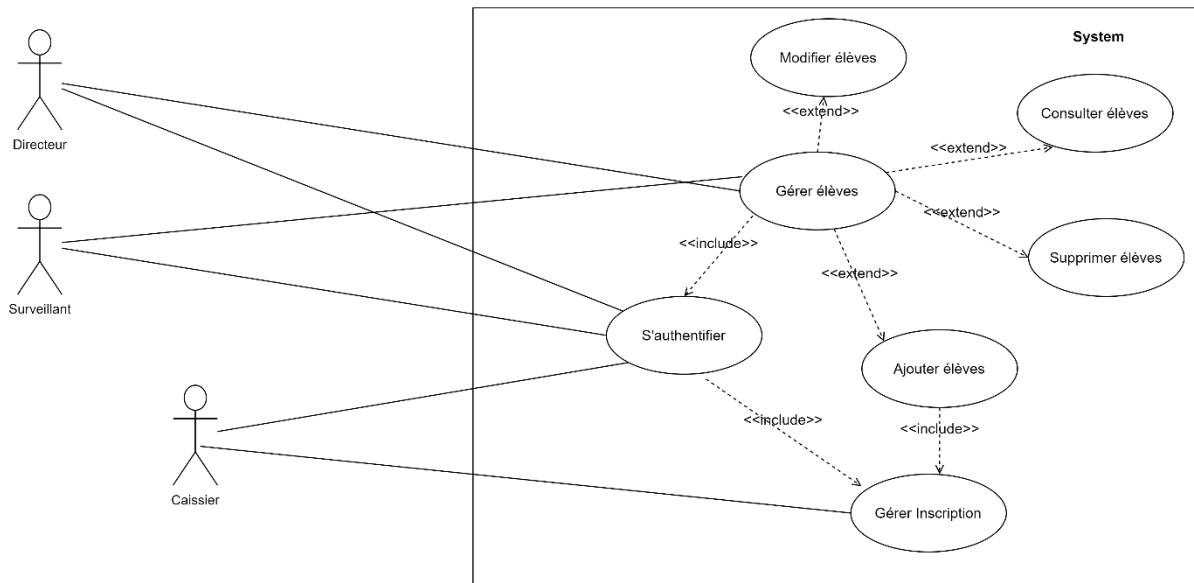 System
Modifier élèves
Directeur
<<extend>>
Consulter élèves
<<extend>>
Gérer élèves
<<extend>>
<<include>>
Supprimer élèves
<<extend>>
Surveillant
S'authentifier
Ajouter élèves
<<include>>
<<include>>
Caissier
Gérer Inscription